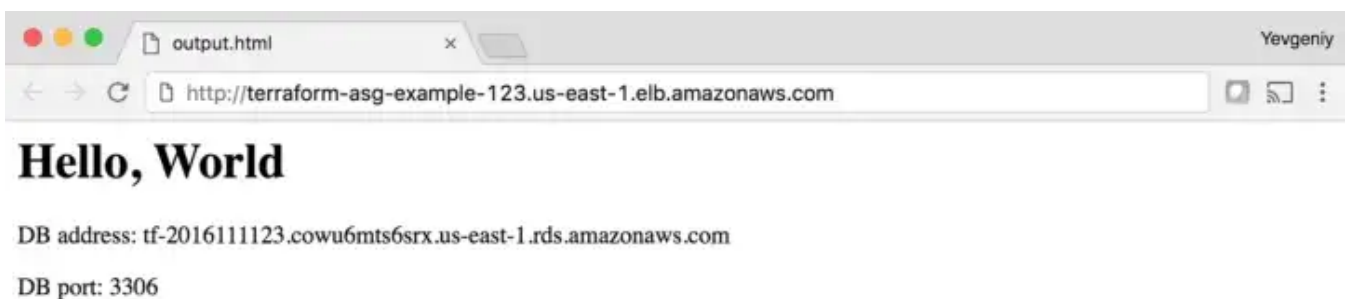 output.html
Yevgeniy
http://terraform-asg-example-123.us-east-1.elb.amazonaws.com
Hello, World
DB address: tf-2016111123.cowu6mts6srx.us-east-1.rds.amazonaws.com
DB port: 3306